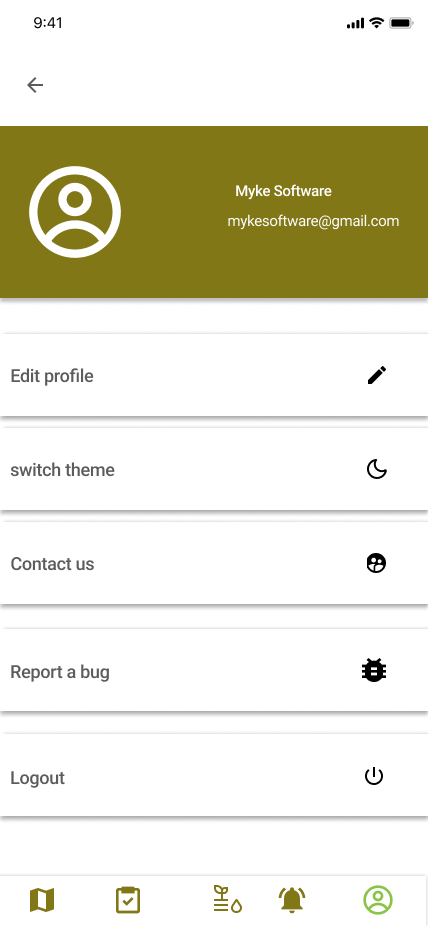 9:41
Myke Software
mykesoftware@gmail.com
Edit profile
switch theme
Contact us
Report a bug
Logout